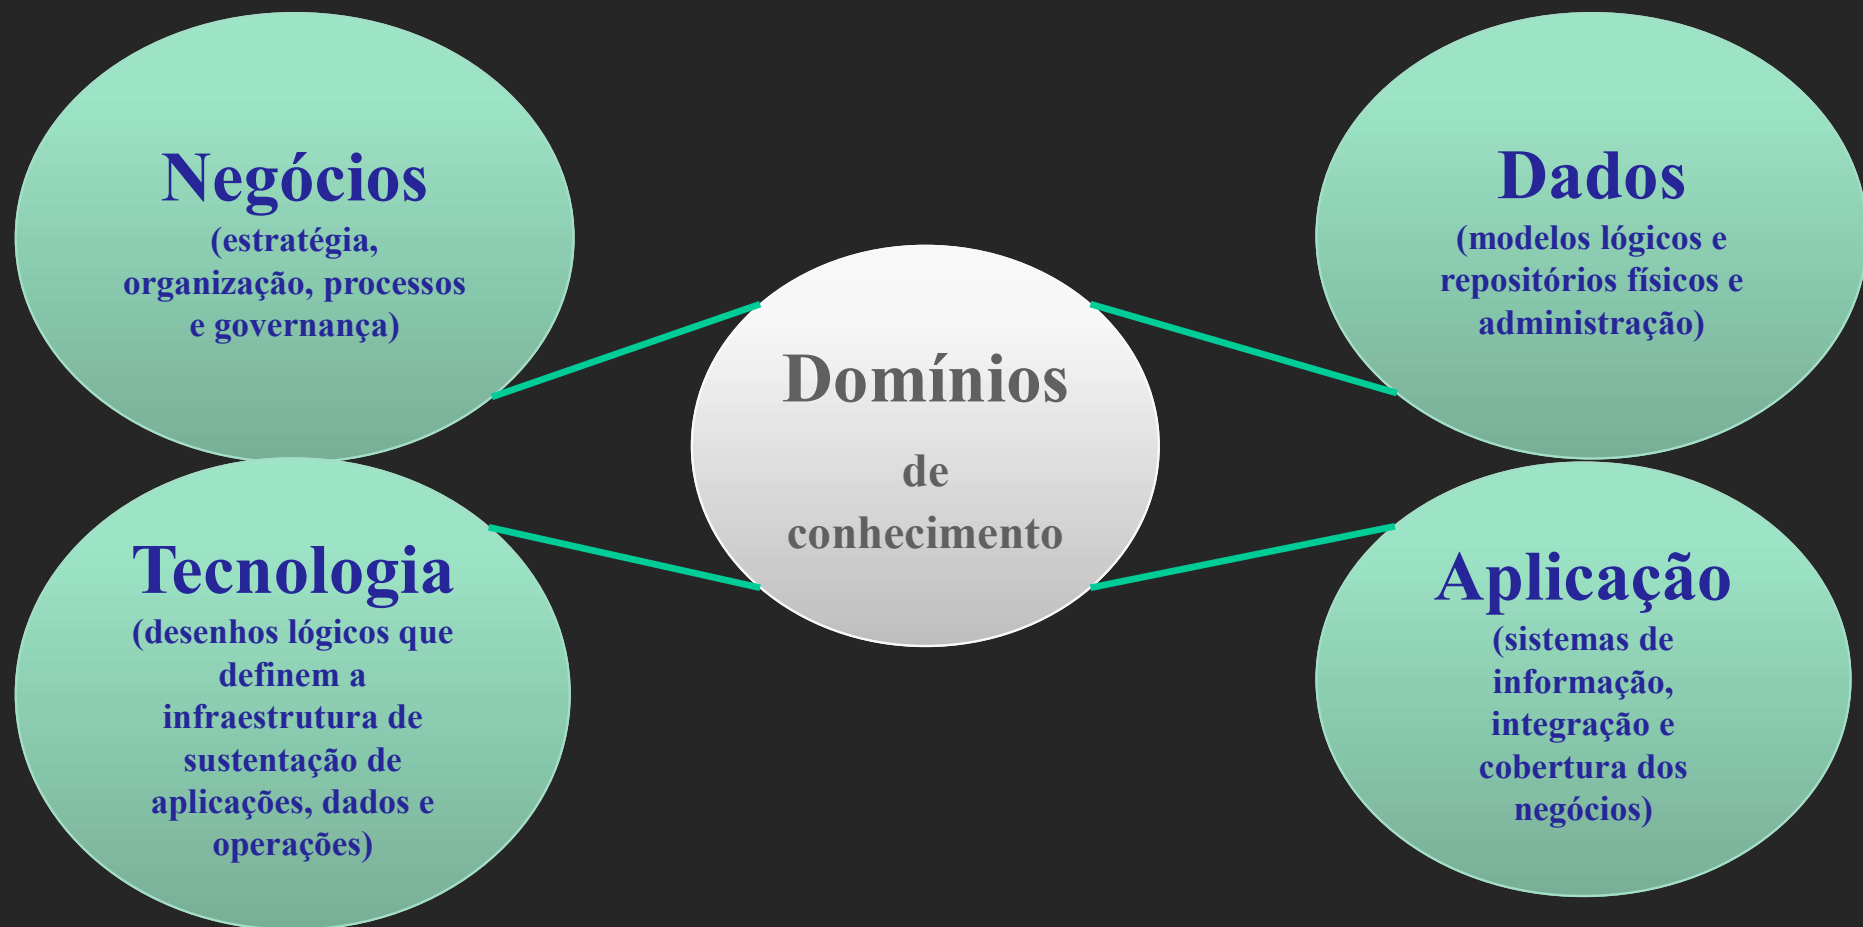 Negócios
(estratégia,
organização, processos
e governança)
Dados
(modelos lógicos e
repositórios físicos e
administração)
Domínios
de
conhecimento
Tecnologia
(desenhos lógicos que
definem a
infraestrutura de
sustentação de
aplicações, dados e
operações)
Aplicação
(sistemas de
informação,
integração e
cobertura dos
negócios)